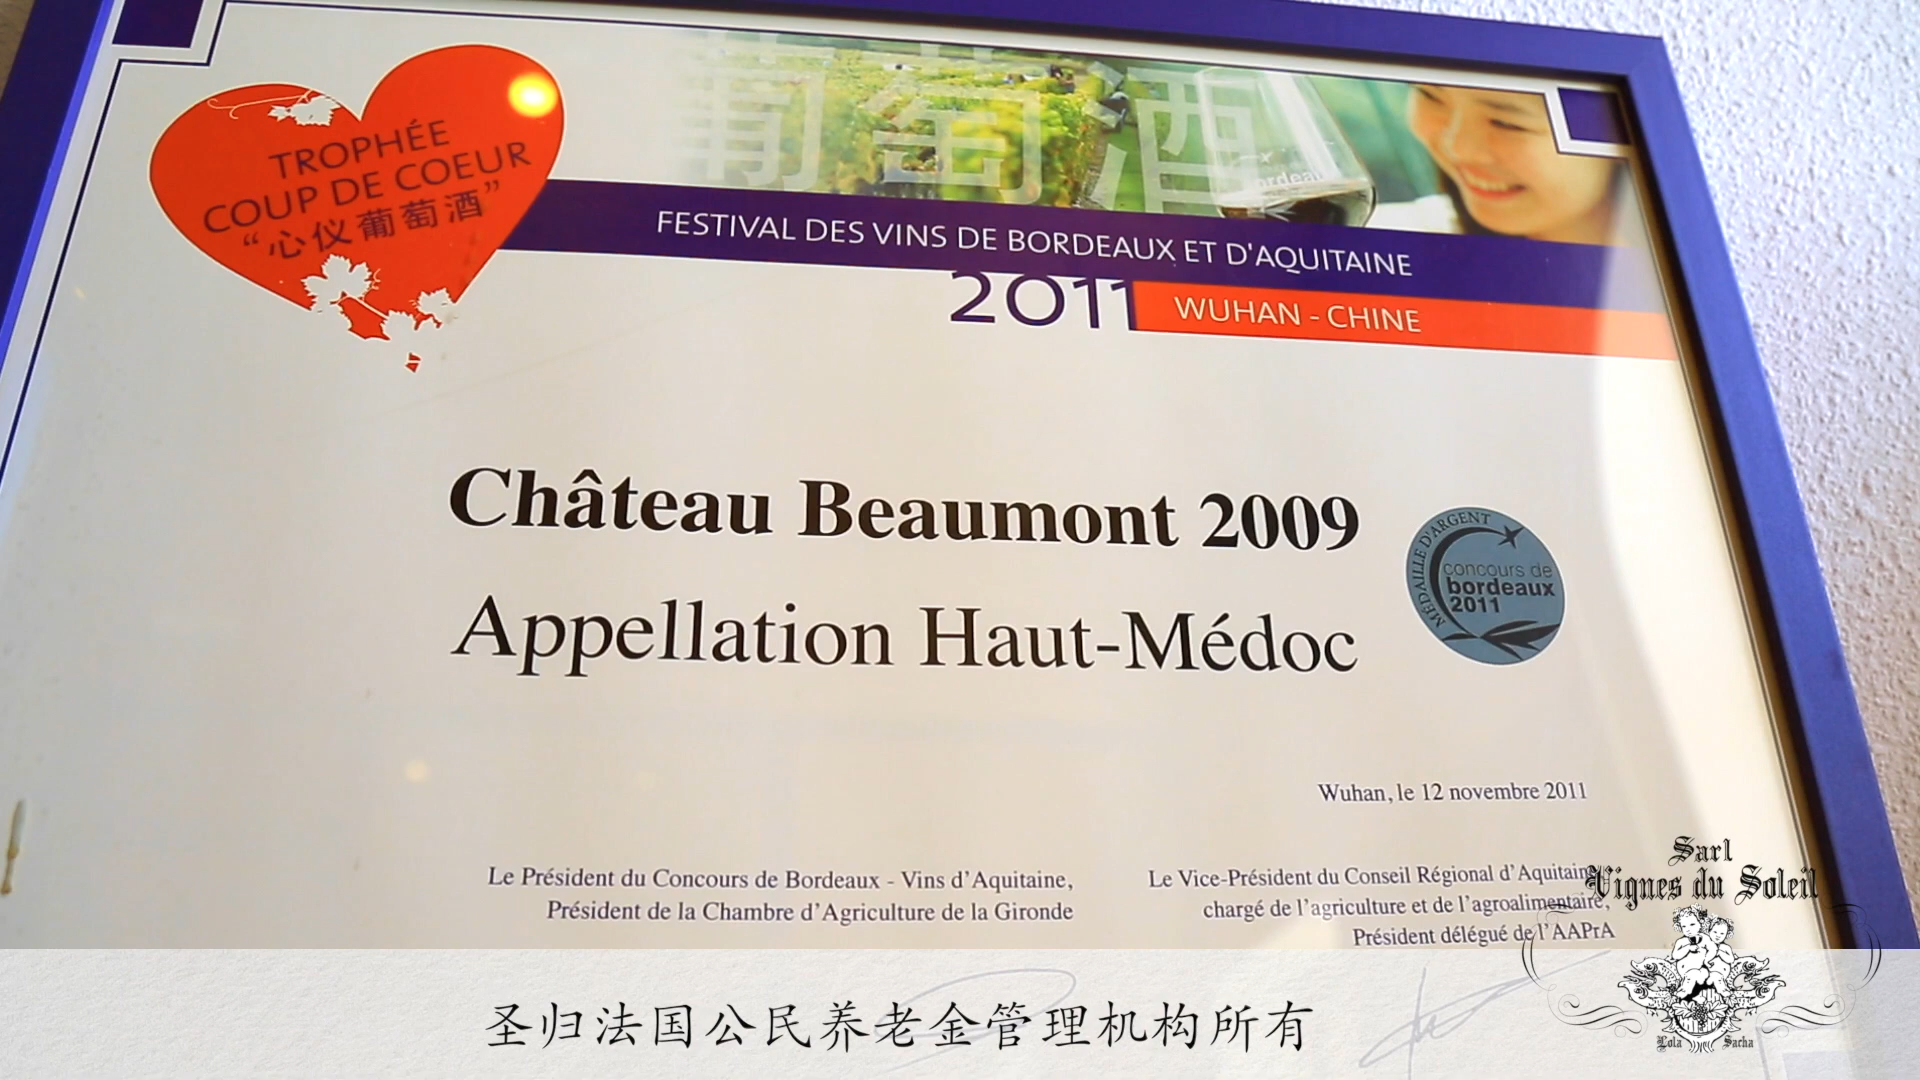 葡萄酒
TROPHÉE
COUP DE COEUR
“心仪葡萄酒”
FESTIVAL DES VINS DE BORDEAUX ET D'AQUITAINE
2011
WUHAN - CHINE
Château Beaumont 2009
Appellation Haut-Médoc
MÉDAILLE D'ARGENT
concours de
bordeaux
2011
Wuhan, le 12 novembre 2011
Le Président du Concours de Bordeaux - Vins d’Aquitaine,
Président de la Chambre d’Agriculture de la Gironde
Le Vice-Président du Conseil Régional d’Aquitaine
chargé de l’agriculture et de l’agroalimentaire,
Président délégué de l’AAPrA
Sarl
Vignes du Soleil
Lola Sacha
圣归法国公民养老金管理机构所有